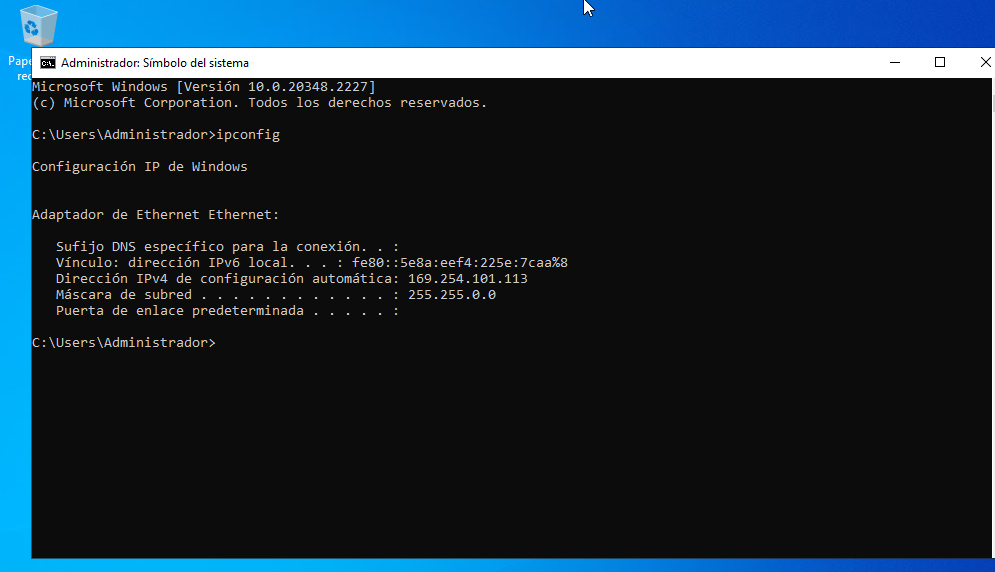 Administrador: Símbolo del sistema
Microsoft Windows [Versión 10.0.20348.2227]
(c) Microsoft Corporation. Todos los derechos reservados.
C:\Users\Administrador>ipconfig
Configuración IP de Windows
Adaptador de Ethernet Ethernet:
Sufijo DNS específico para la conexión. . :
Vínculo: dirección IPv6 local. . . : fe80::5e8a:eef4:225e:7caa%8
Dirección IPv4 de configuración automática: 169.254.101.113
Máscara de subred . . . . . . . . . . . . : 255.255.0.0
Puerta de enlace predeterminada . . . . . :
C:\Users\Administrador>